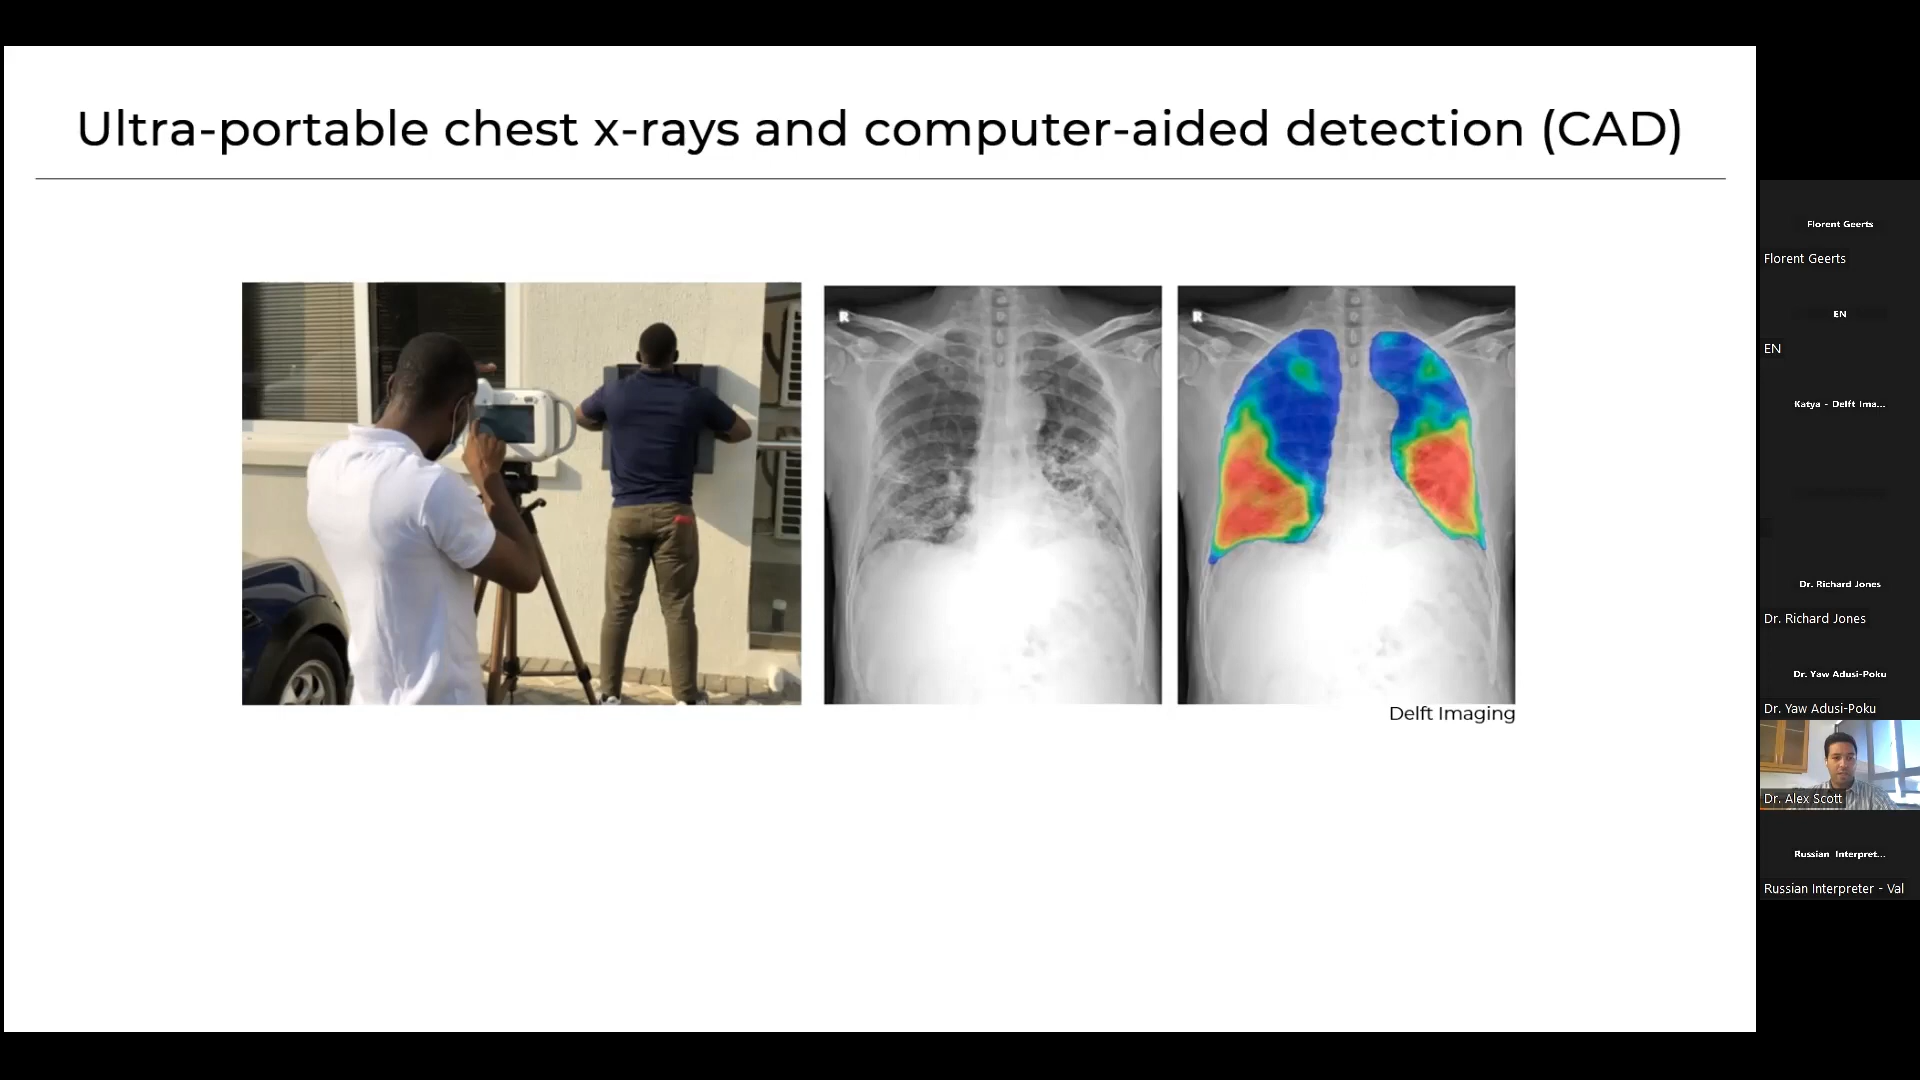 Ultra-portable chest x-rays and computer-aided detection (CAD)
R
R
Delft Imaging
Florent Geerts
Florent Geerts
EN
EN
Katya - Delft Ima...
Dr. Richard Jones
Dr. Richard Jones
Dr. Yaw Adusi-Poku
Dr. Yaw Adusi-Poku
Dr. Alex Scott
Russian Interpret...
Russian Interpreter - Val